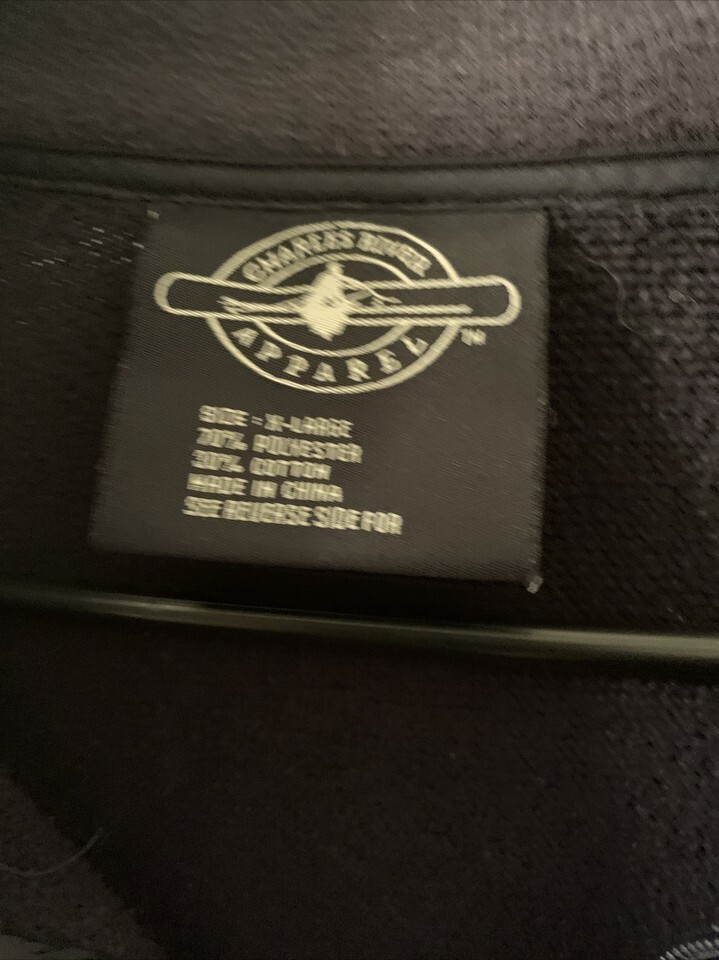 CHARLES RIVER
APPAREL
TM
SIZE - X-LARGE
70% POLYESTER
30% COTTON
MADE IN CHINA
SEE REVERSE SIDE FOR